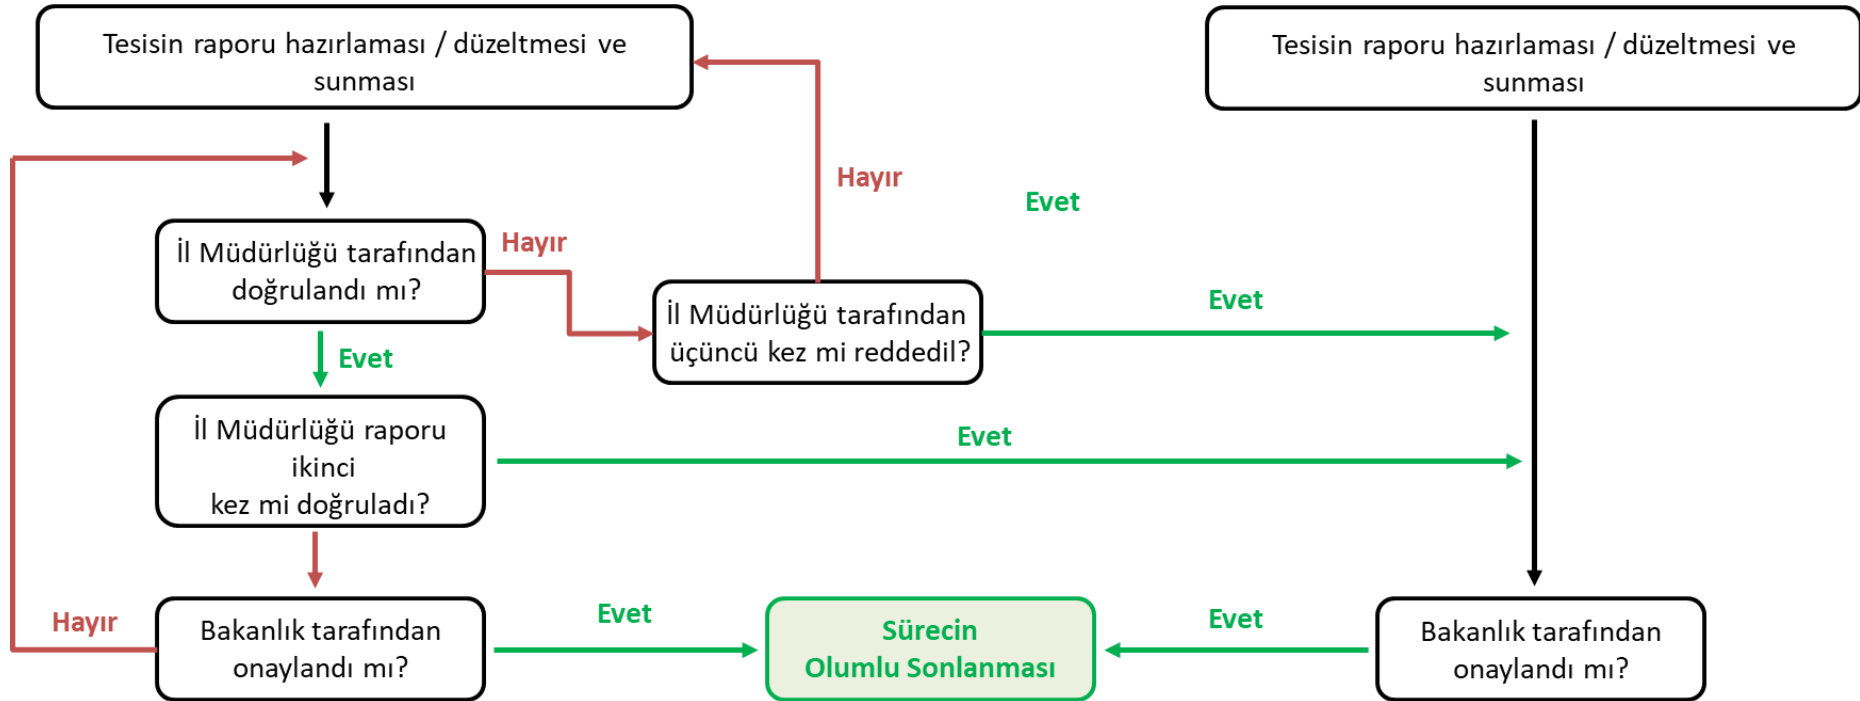 Tesisin raporu hazırlaması / düzeltmesi ve
sunması
Tesisin raporu hazırlaması / düzeltmesi ve
sunması
Hayır
Evet
İl Müdürlüğü tarafından
doğrulandı mı?
Hayır
İl Müdürlüğü tarafından
üçüncü kez mi reddedil?
Evet
Evet
İl Müdürlüğü raporu
ikinci
kez mi doğruladı?
Evet
Hayır
Bakanlık tarafından
onaylandı mı?
Evet
Sürecin
Olumlu Sonlanması
Evet
Bakanlık tarafından
onaylandı mı?